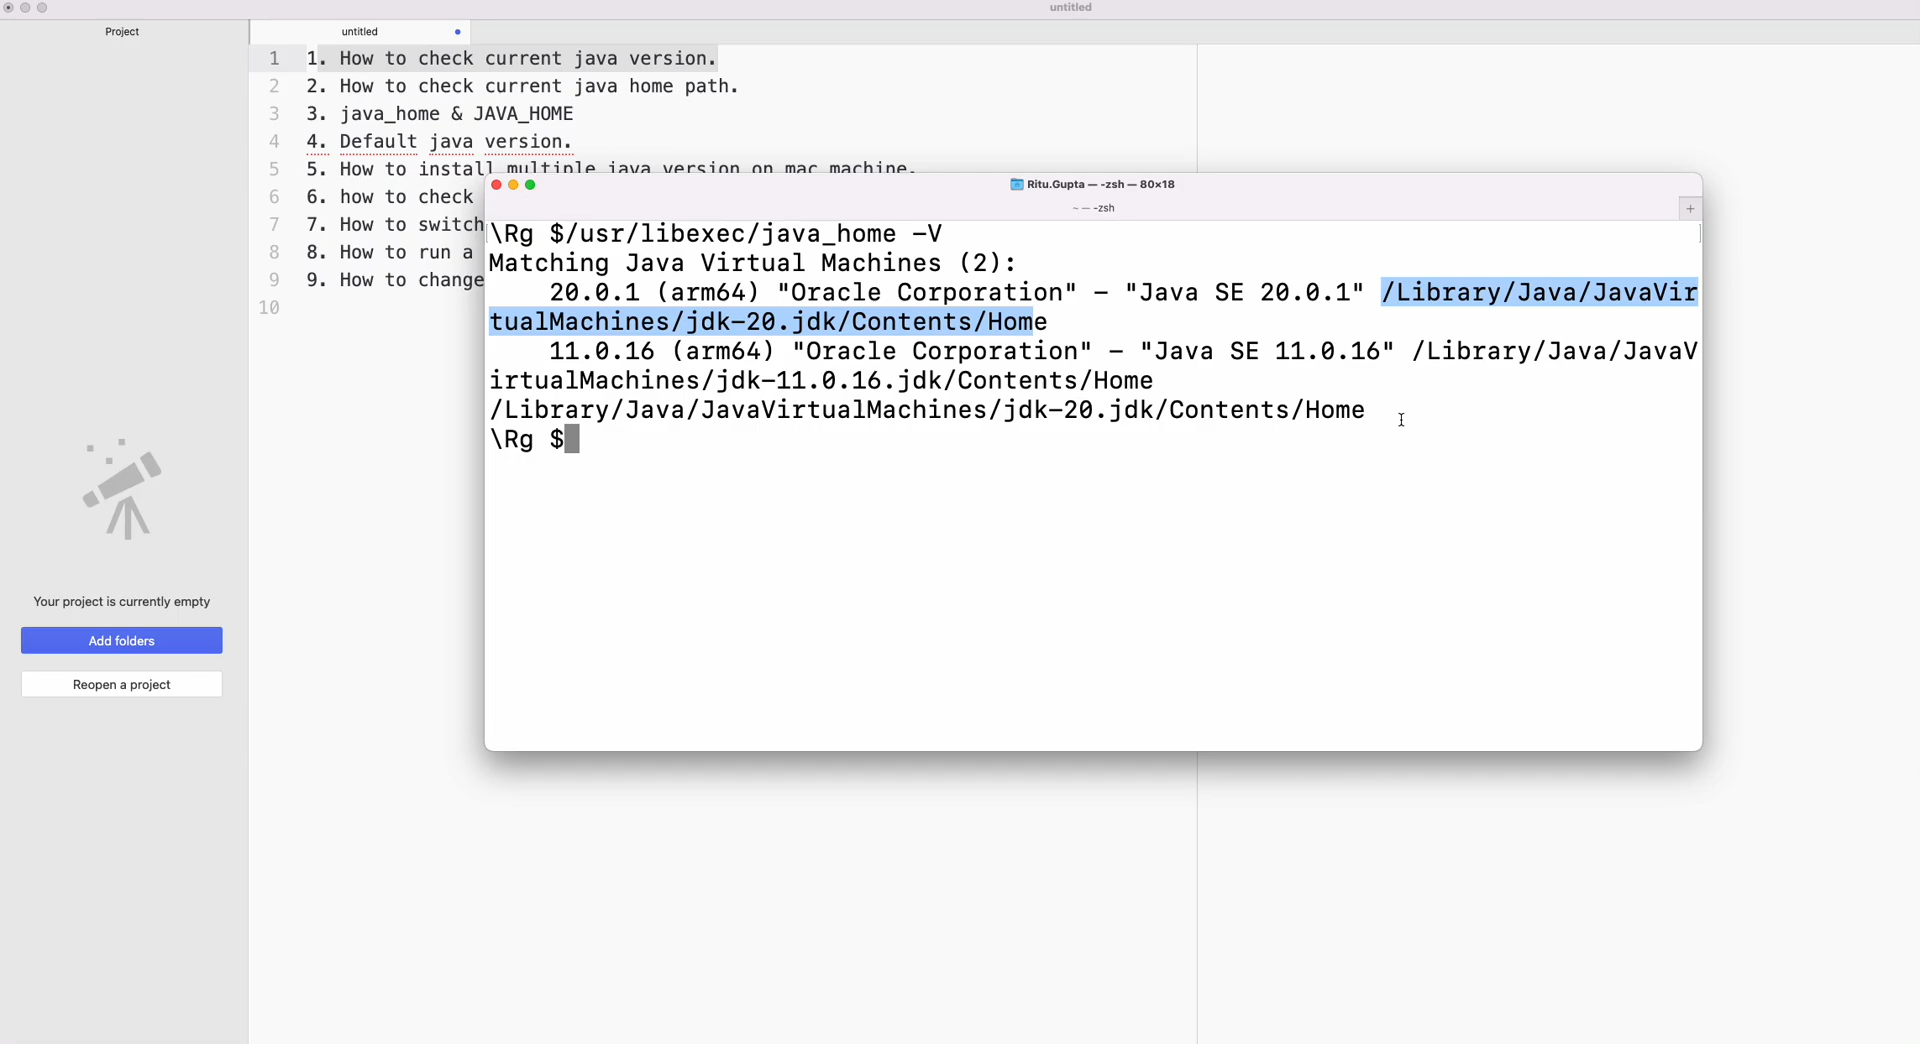 untitled
Project
untitled
1 1. How to check current java version.
2 2. How to check current java home path.
3 3. java_home & JAVA_HOME
4 4. Default java version.
5 5. How to install multiple java version on mac machine.
6 6. how to check
7 7. How to switch
8 8. How to run a
9 9. How to change
10
Ritu.Gupta — -zsh — 80×18
~ — -zsh
+
\Rg $/usr/libexec/java_home -V
Matching Java Virtual Machines (2):
20.0.1 (arm64) "Oracle Corporation" - "Java SE 20.0.1" /Library/Java/JavaVir
tualMachines/jdk-20.jdk/Contents/Home
11.0.16 (arm64) "Oracle Corporation" - "Java SE 11.0.16" /Library/Java/JavaV
irtualMachines/jdk-11.0.16.jdk/Contents/Home
/Library/Java/JavaVirtualMachines/jdk-20.jdk/Contents/Home
\Rg $
Your project is currently empty
Add folders
Reopen a project